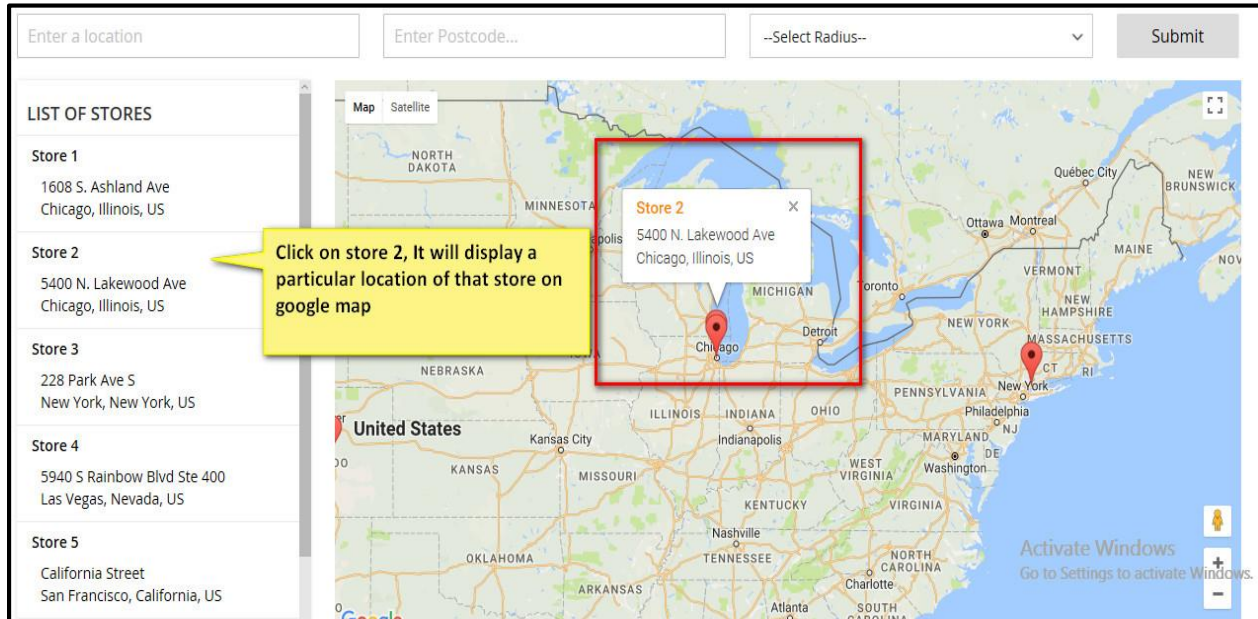 Enter a location
Enter Postcode...
--Select Radius--
Submit
LIST OF STORES
Store 1
1608 S. Ashland Ave
Chicago, Illinois, US
Store 2
5400 N. Lakewood Ave
Chicago, Illinois, US
Store 3
228 Park Ave S
New York, New York, US
Store 4
5940 S Rainbow Blvd Ste 400
Las Vegas, Nevada, US
Store 5
California Street
San Francisco, California, US
Click on store 2, It will display a
particular location of that store on
google map
Map
Satellite
Store 2
5400 N. Lakewood Ave
Chicago, Illinois, US
NORTH
DAKOTA
MINNESOTA
Québec City
NEW
BRUNSWICK
Ottawa
Montreal
MAINE
NOV
VERMONT
Toronto
MICHIGAN
NEW
HAMPSHIRE
NEW YORK
Detroit
MASSACHUSETTS
Chicago
CT
RI
NEBRASKA
New York
PENNSYLVANIA
ILLINOIS
INDIANA
OHIO
Philadelphia
NJ
United States
Kansas City
Indianapolis
MARYLAND
DE
KANSAS
MISSOURI
WEST
VIRGINIA
Washington
KENTUCKY
VIRGINIA
Nashville
TENNESSEE
OKLAHOMA
NORTH
CAROLINA
Charlotte
ARKANSAS
Atlanta
SOUTH
CAROLINA
Google
Activate Windows
Go to Settings to activate Windows.